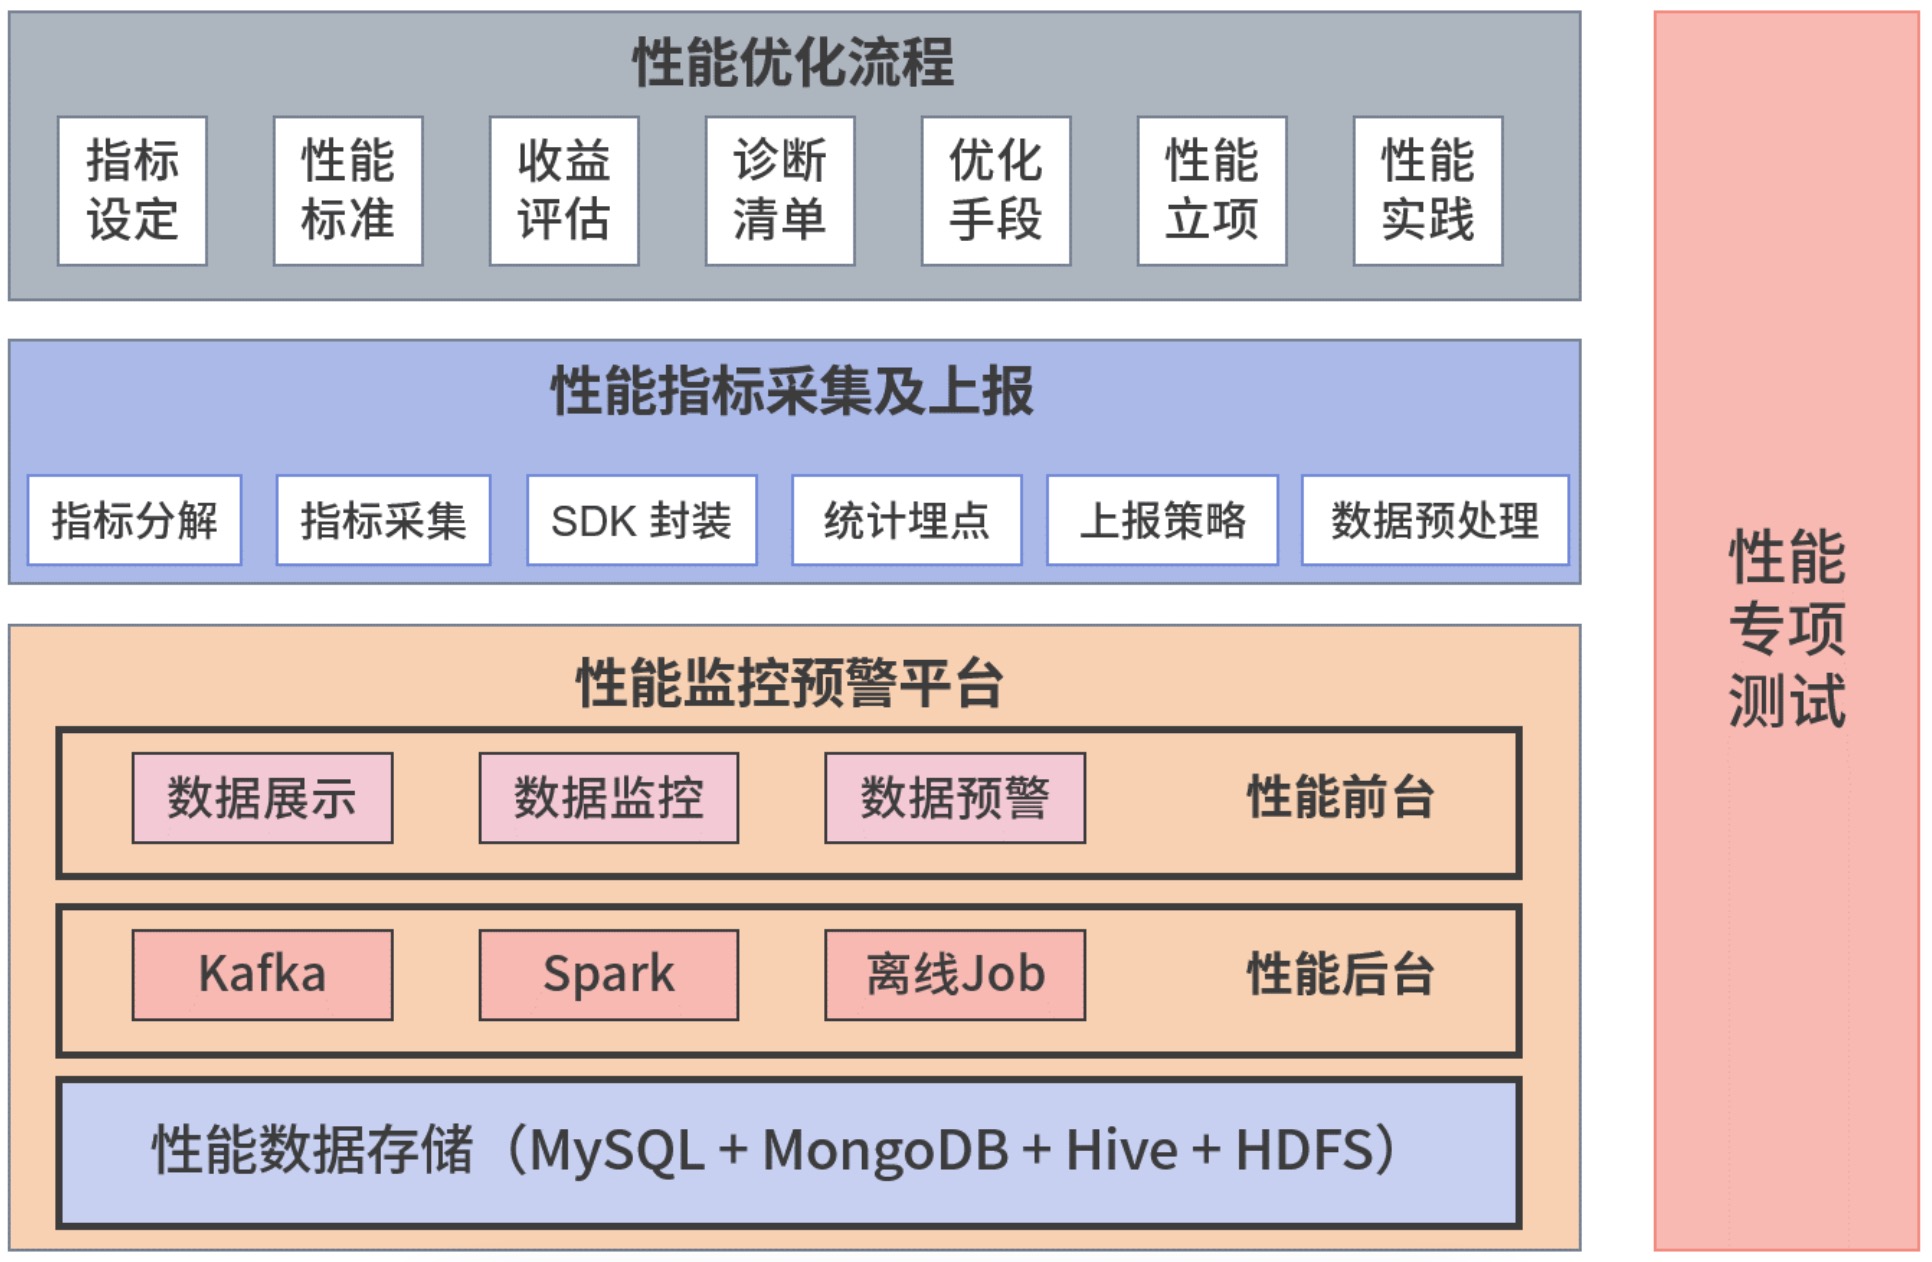 性能优化流程
指标
设定
性能
标准
收益
评估
诊断
清单
优化
手段
性能
立项
性能
实践
性能指标采集及上报
指标分解
指标采集
SDK 封装
统计埋点
上报策略
数据预处理
性能监控预警平台
数据展示
数据监控
数据预警
性能前台
Kafka
Spark
离线Job
性能后台
性能数据存储（MySQL + MongoDB + Hive + HDFS）
性能
专项
测试